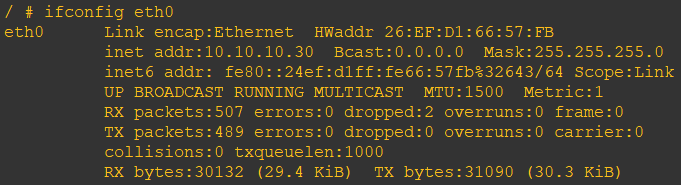 / # ifconfig eth0
eth0      Link encap:Ethernet  HWaddr 26:EF:D1:66:57:FB
          inet addr:10.10.10.30  Bcast:0.0.0.0  Mask:255.255.255.0
          inet6 addr: fe80::24ef:d1ff:fe66:57fb%32643/64 Scope:Link
          UP BROADCAST RUNNING MULTICAST  MTU:1500  Metric:1
          RX packets:507 errors:0 dropped:2 overruns:0 frame:0
          TX packets:489 errors:0 dropped:0 overruns:0 carrier:0
          collisions:0 txqueuelen:1000
          RX bytes:30132 (29.4 KiB)  TX bytes:31090 (30.3 KiB)